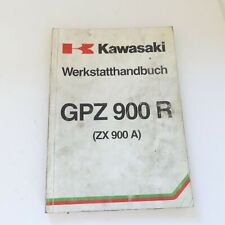 Kawasaki
Werkstatthandbuch
GPZ 900 R
(ZX 900 A)